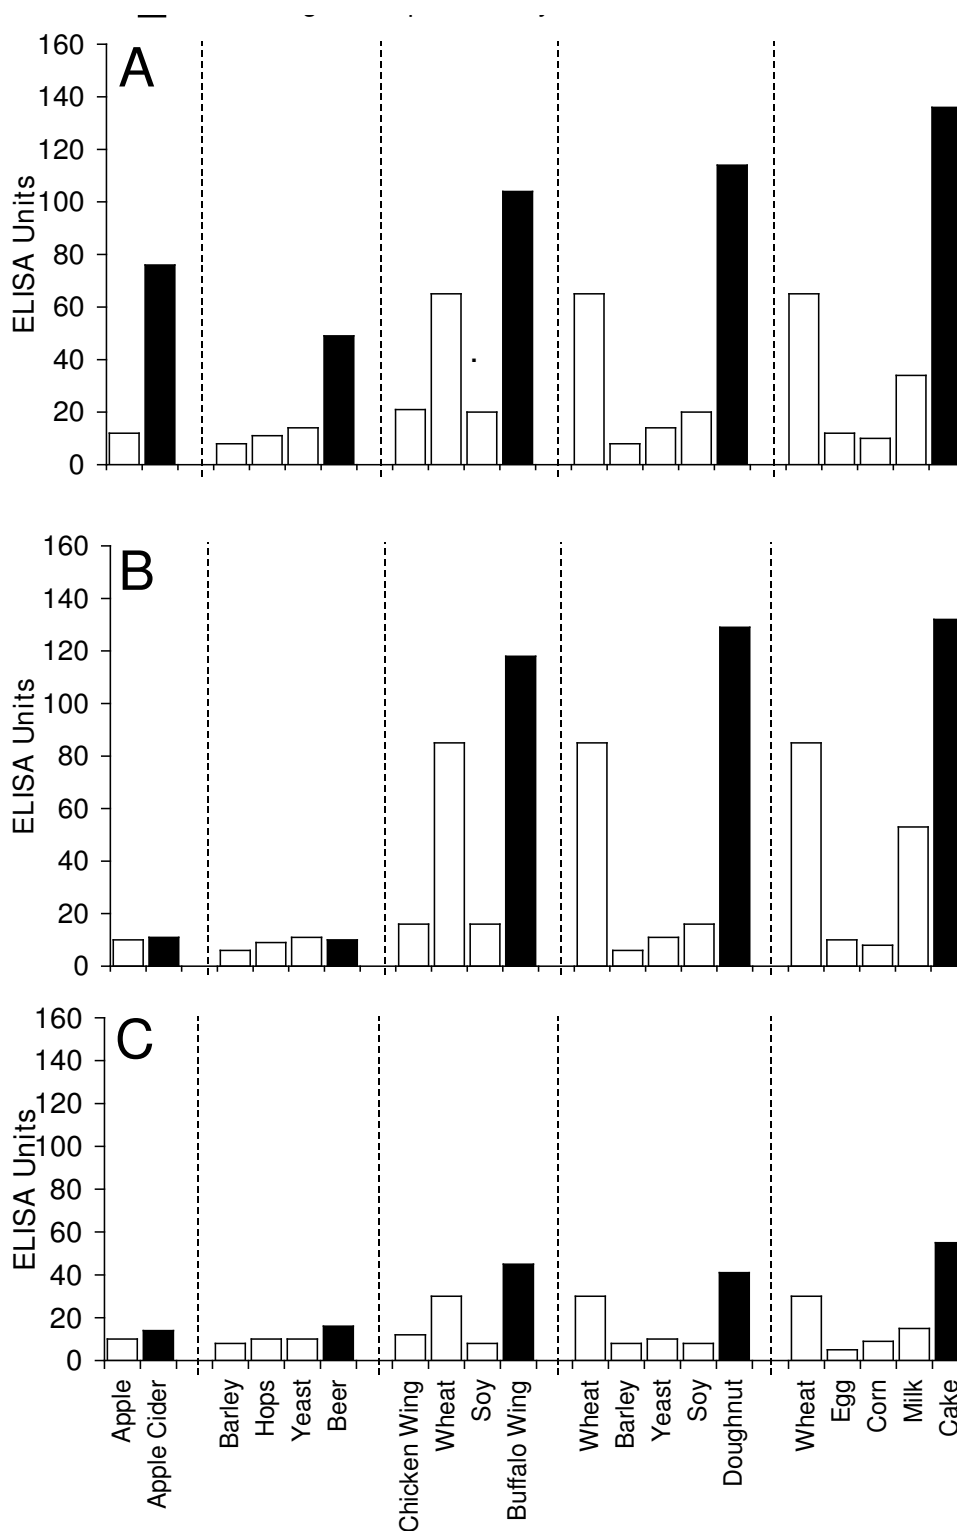 160
A
140
120
100
80
60
40
20
0
ELISA Units
160
B
140
120
100
80
60
40
20
0
ELISA Units
160
C
140
120
100
80
60
40
20
0
ELISA Units
Apple
Apple Cider
Barley
Hops
Yeast
Beer
Chicken Wing
Wheat
Soy
Buffalo Wing
Wheat
Barley
Yeast
Soy
Doughnut
Wheat
Egg
Corn
Milk
Cake